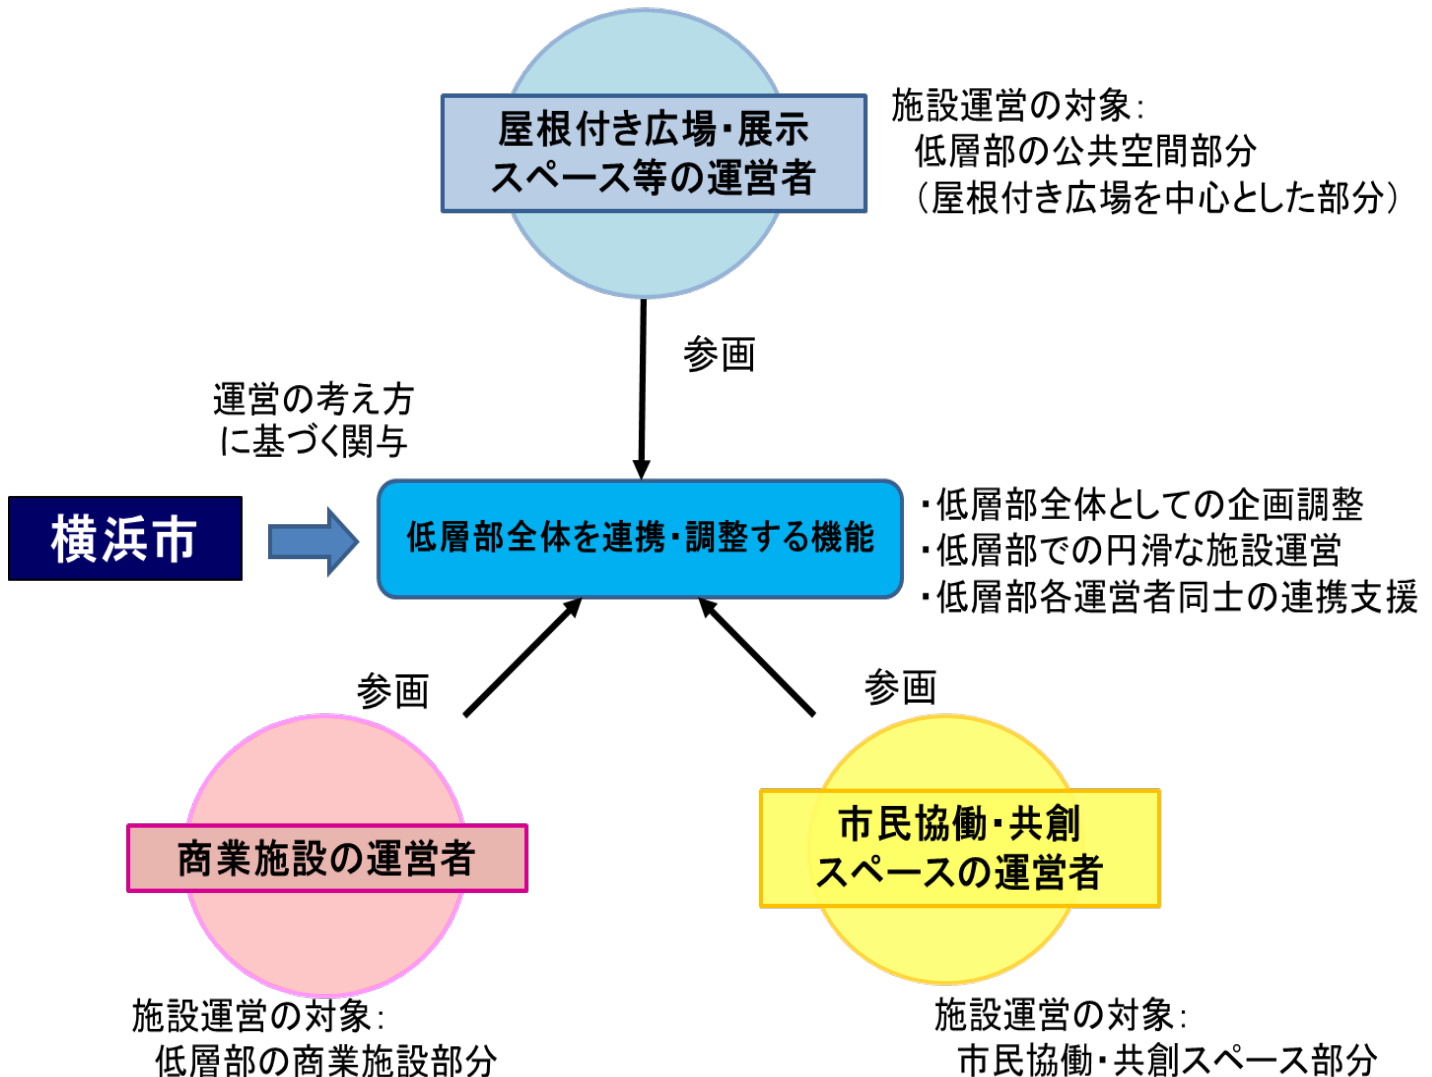 屋根付き広場・展示
スペース等の運営者
施設運営の対象：
低層部の公共空間部分
（屋根付き広場を中心とした部分）
参画
運営の考え方
に基づく関与
横浜市
低層部全体を連携・調整する機能
・低層部全体としての企画調整
・低層部での円滑な施設運営
・低層部各運営者同士の連携支援
参画
参画
商業施設の運営者
市民協働・共創
スペースの運営者
施設運営の対象：
低層部の商業施設部分
施設運営の対象：
市民協働・共創スペース部分